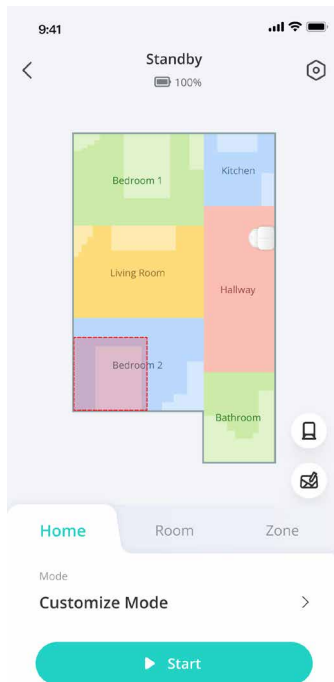 9:41
Standby
100%
Bedroom 1
Kitchen
Living Room
Hallway
Bedroom 2
Bathroom
Home Room Zone
Mode
Customize Mode
Start